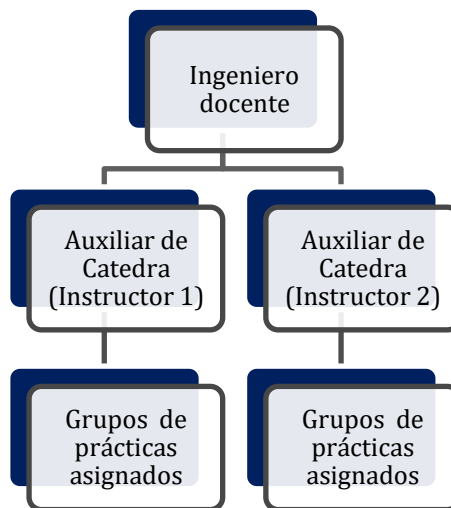 Ingeniero
docente
Auxiliar de
Catedra
(Instructor 1)
Auxiliar de
Catedra
(Instructor 2)
Grupos de
prácticas
asignados
Grupos de
prácticas
asignados